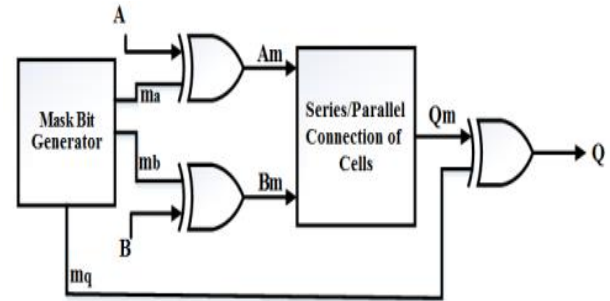 A
Am
ma
Mask Bit
Generator
mb
Bm
B
mq
Series/Parallel
Connection of
Cells
Qm
Q